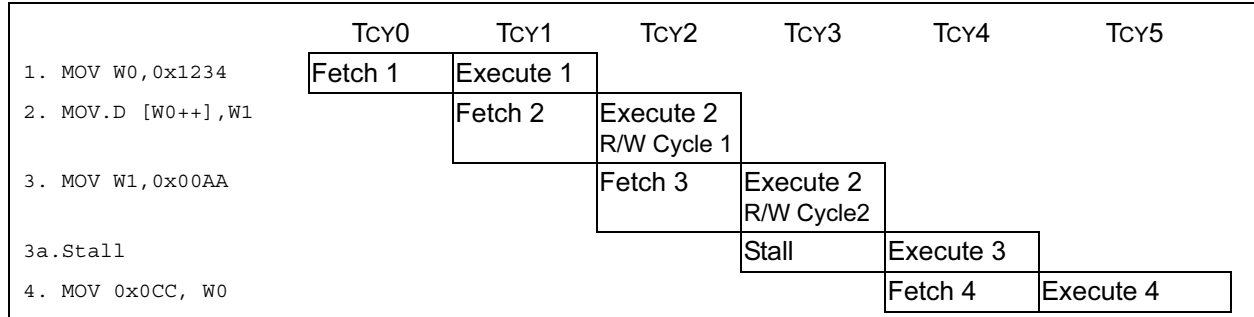 TCY0 TCY1 TCY2 TCY3 TCY4 TCY5
1. MOV W0,0x1234 Fetch 1 Execute 1
2. MOV.D [W0++],W1 Fetch 2 Execute 2
R/W Cycle 1
3. MOV W1,0x00AA Fetch 3 Execute 2
R/W Cycle2
3a.Stall Stall Execute 3
4. MOV 0x0CC, W0 Fetch 4 Execute 4